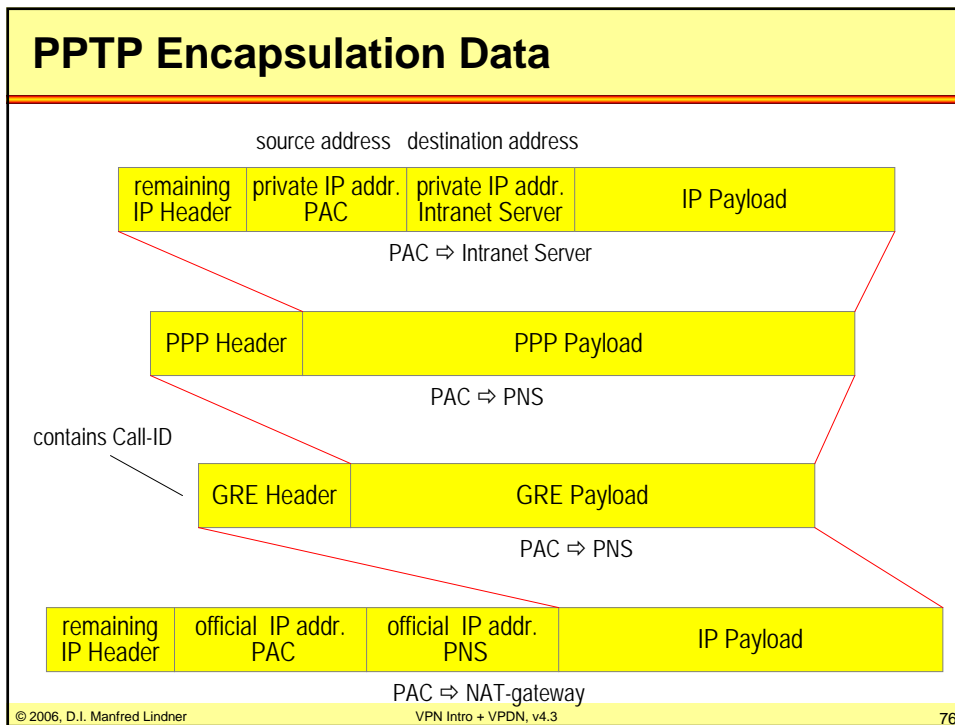 PPTP Encapsulation Data
source address destination address
remaining IP Header private IP addr. PAC private IP addr. Intranet Server IP Payload
PAC ⇨ Intranet Server
PPP Header PPP Payload
PAC ⇨ PNS
contains Call-ID
GRE Header GRE Payload
PAC ⇨ PNS
remaining IP Header official IP addr. PAC official IP addr. PNS IP Payload
PAC ⇨ NAT-gateway
© 2006, D.I. Manfred Lindner VPN Intro + VPDN, v4.3 76